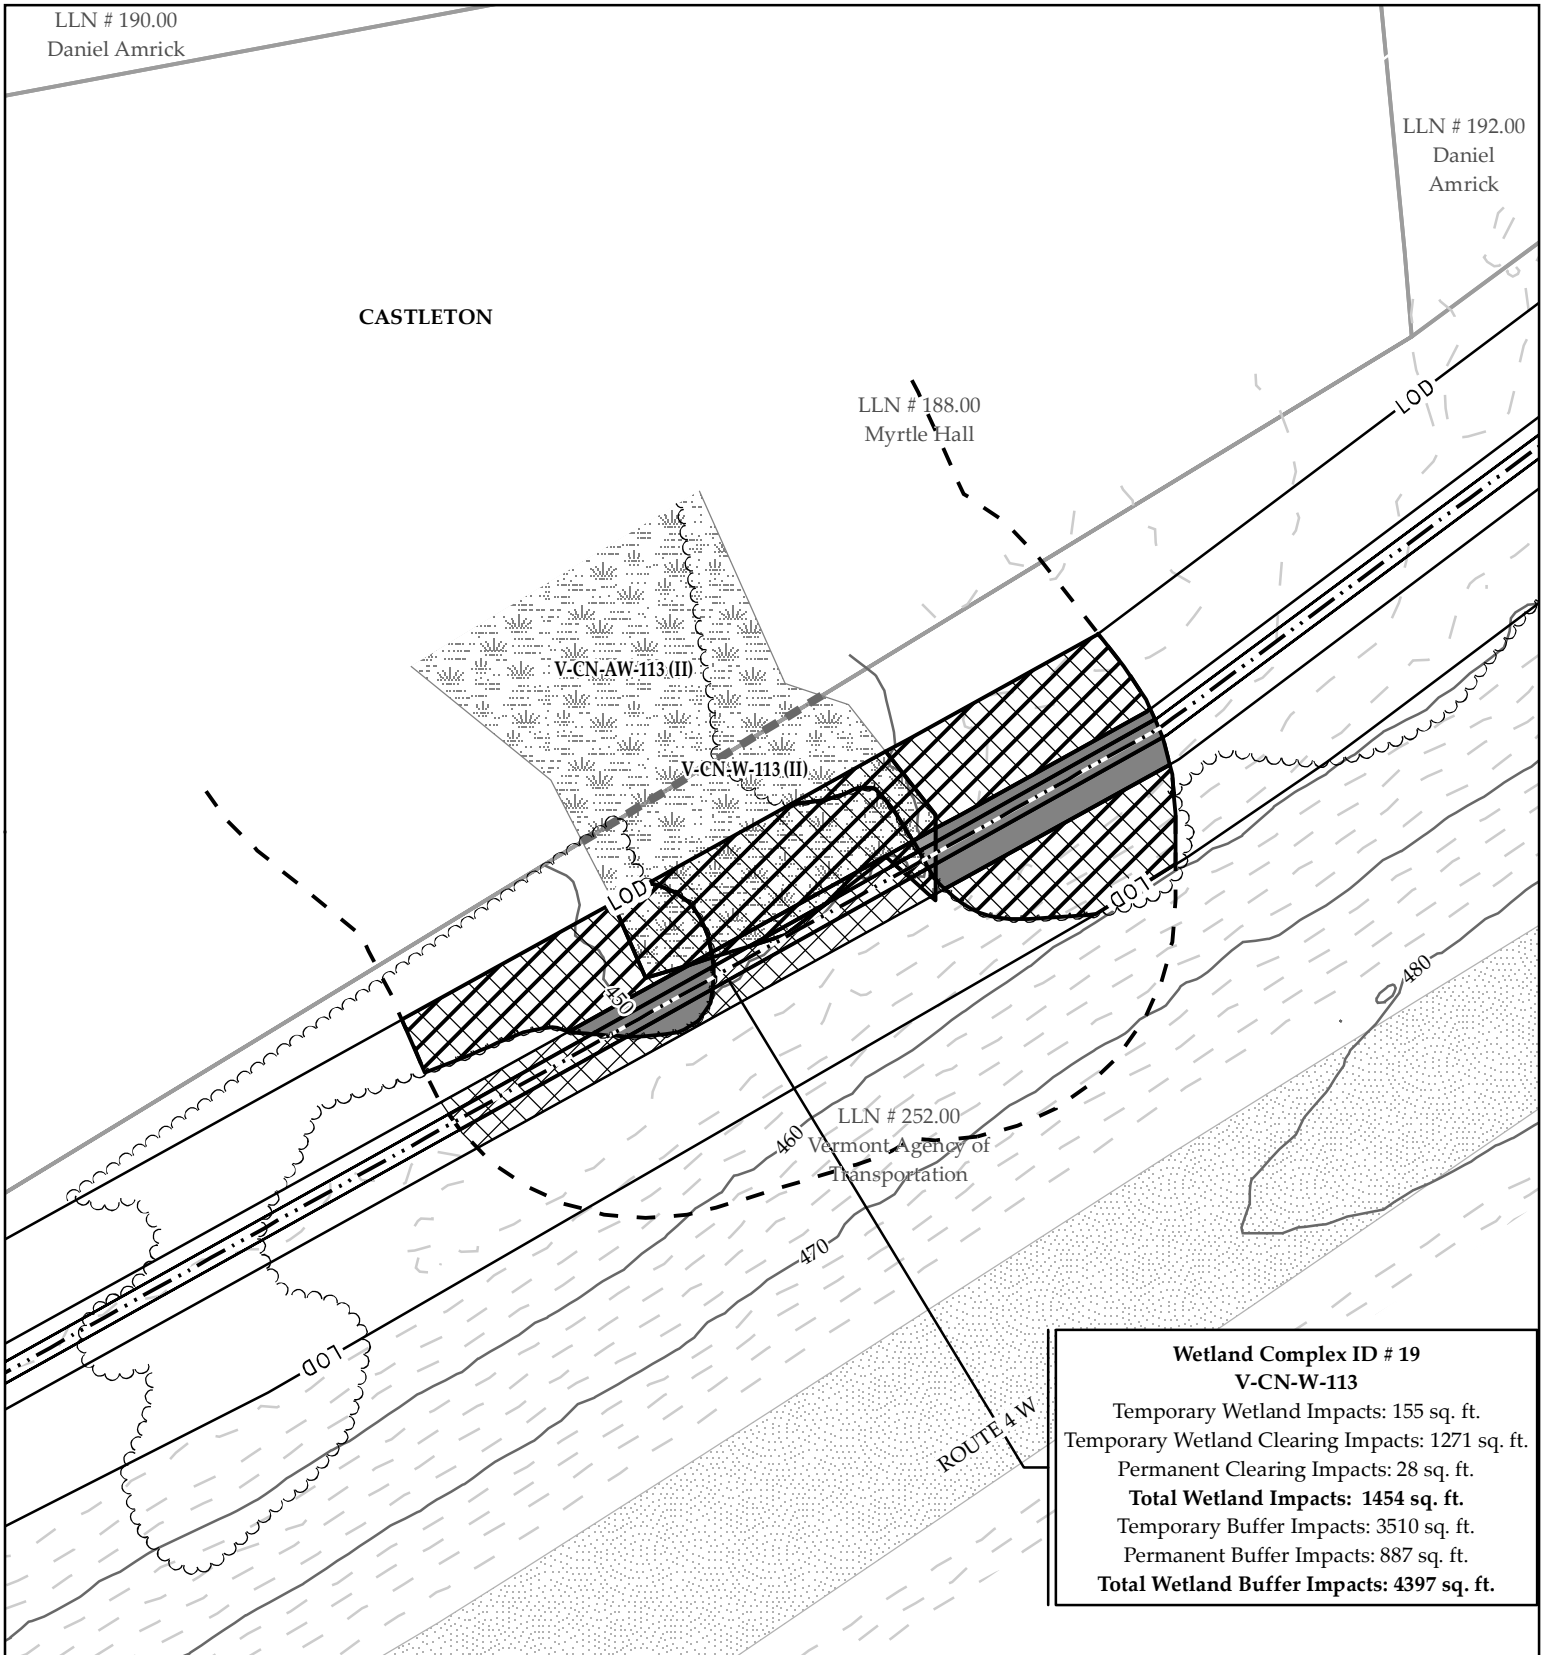 LLN # 190.00
Daniel Amrick
LLN # 192.00
Daniel
Amrick
CASTLETON
LLN # 188.00
Myrtle Hall
LOD
V-CN-AW-113 (II)
V-CN-W-113 (II)
LOD
LOD
450
480
LLN # 252.00
Vermont Agency of
Transportation
460
470
LOD
ROUTE 4 W
Wetland Complex ID # 19
V-CN-W-113
Temporary Wetland Impacts: 155 sq. ft.
Temporary Wetland Clearing Impacts: 1271 sq. ft.
Permanent Clearing Impacts: 28 sq. ft.
Total Wetland Impacts: 1454 sq. ft.
Temporary Buffer Impacts: 3510 sq. ft.
Permanent Buffer Impacts: 887 sq. ft.
Total Wetland Buffer Impacts: 4397 sq. ft.